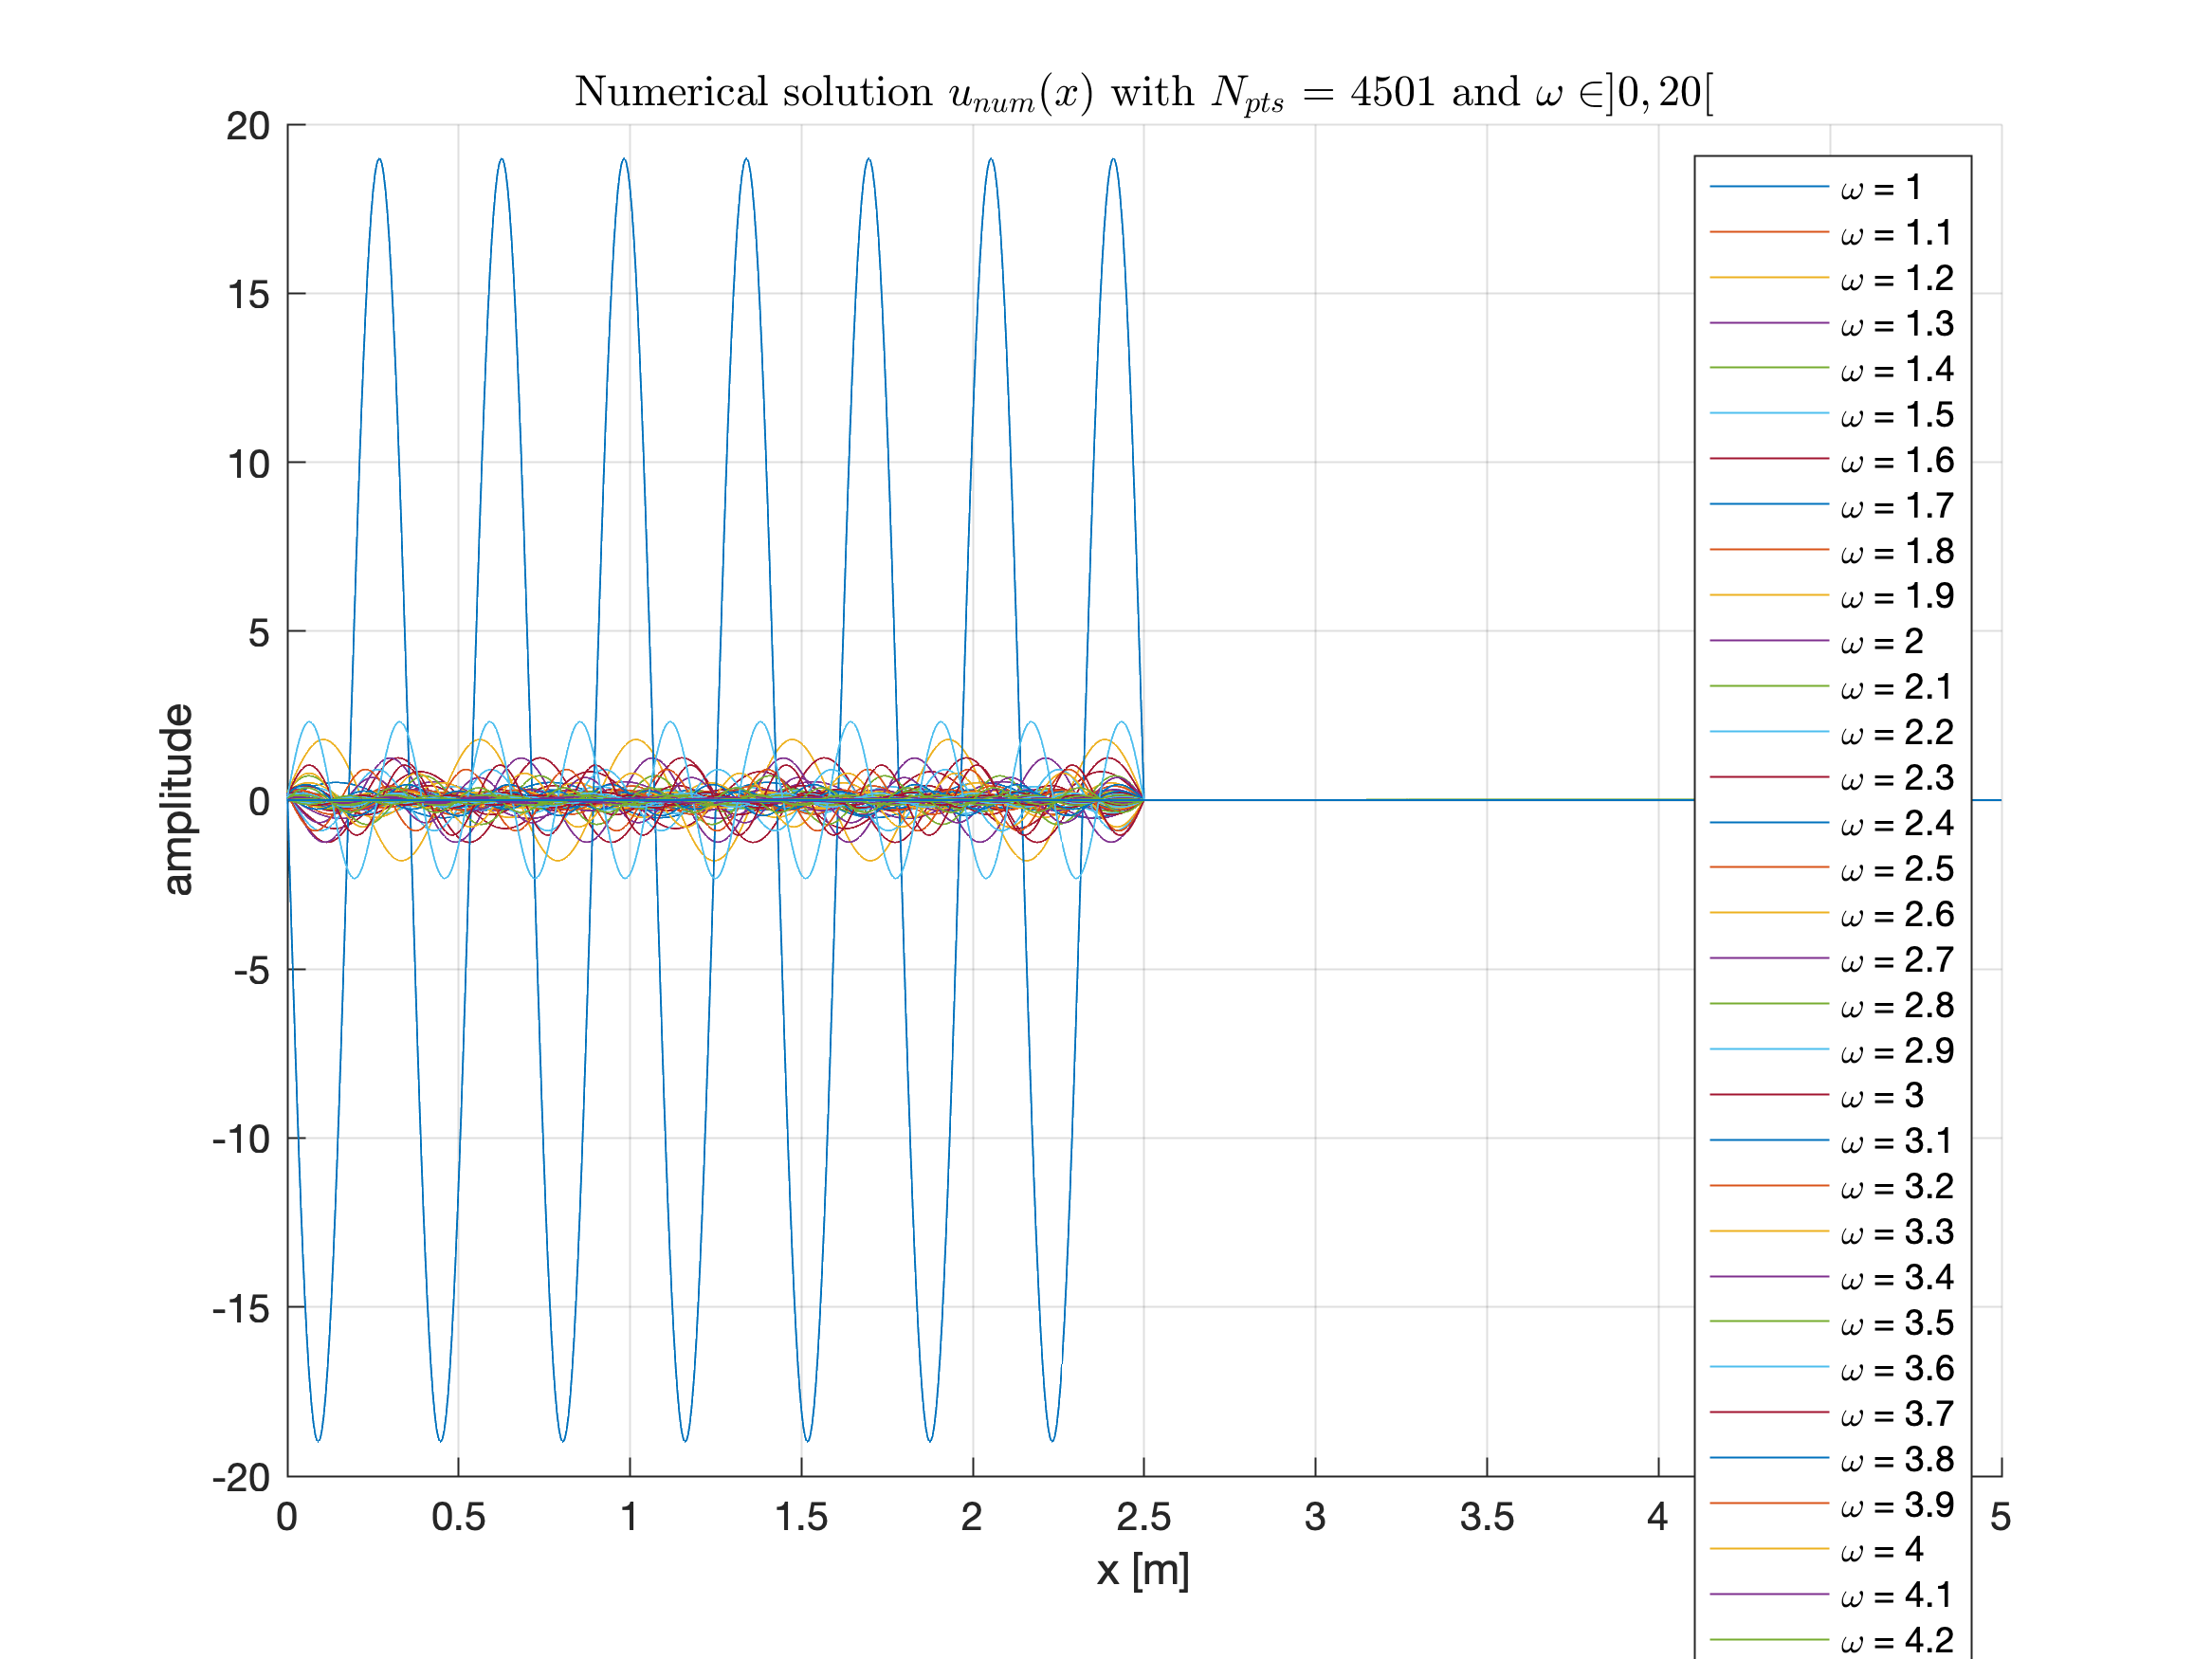 Numerical solution u_num(x) with N_pts = 4501 and ω ∈]0, 20[
20
15
10
5
0
-5
-10
-15
-20
amplitude
0 0.5 1 1.5 2 2.5 3 3.5 4 5
x [m]
ω = 1
ω = 1.1
ω = 1.2
ω = 1.3
ω = 1.4
ω = 1.5
ω = 1.6
ω = 1.7
ω = 1.8
ω = 1.9
ω = 2
ω = 2.1
ω = 2.2
ω = 2.3
ω = 2.4
ω = 2.5
ω = 2.6
ω = 2.7
ω = 2.8
ω = 2.9
ω = 3
ω = 3.1
ω = 3.2
ω = 3.3
ω = 3.4
ω = 3.5
ω = 3.6
ω = 3.7
ω = 3.8
ω = 3.9
ω = 4
ω = 4.1
ω = 4.2